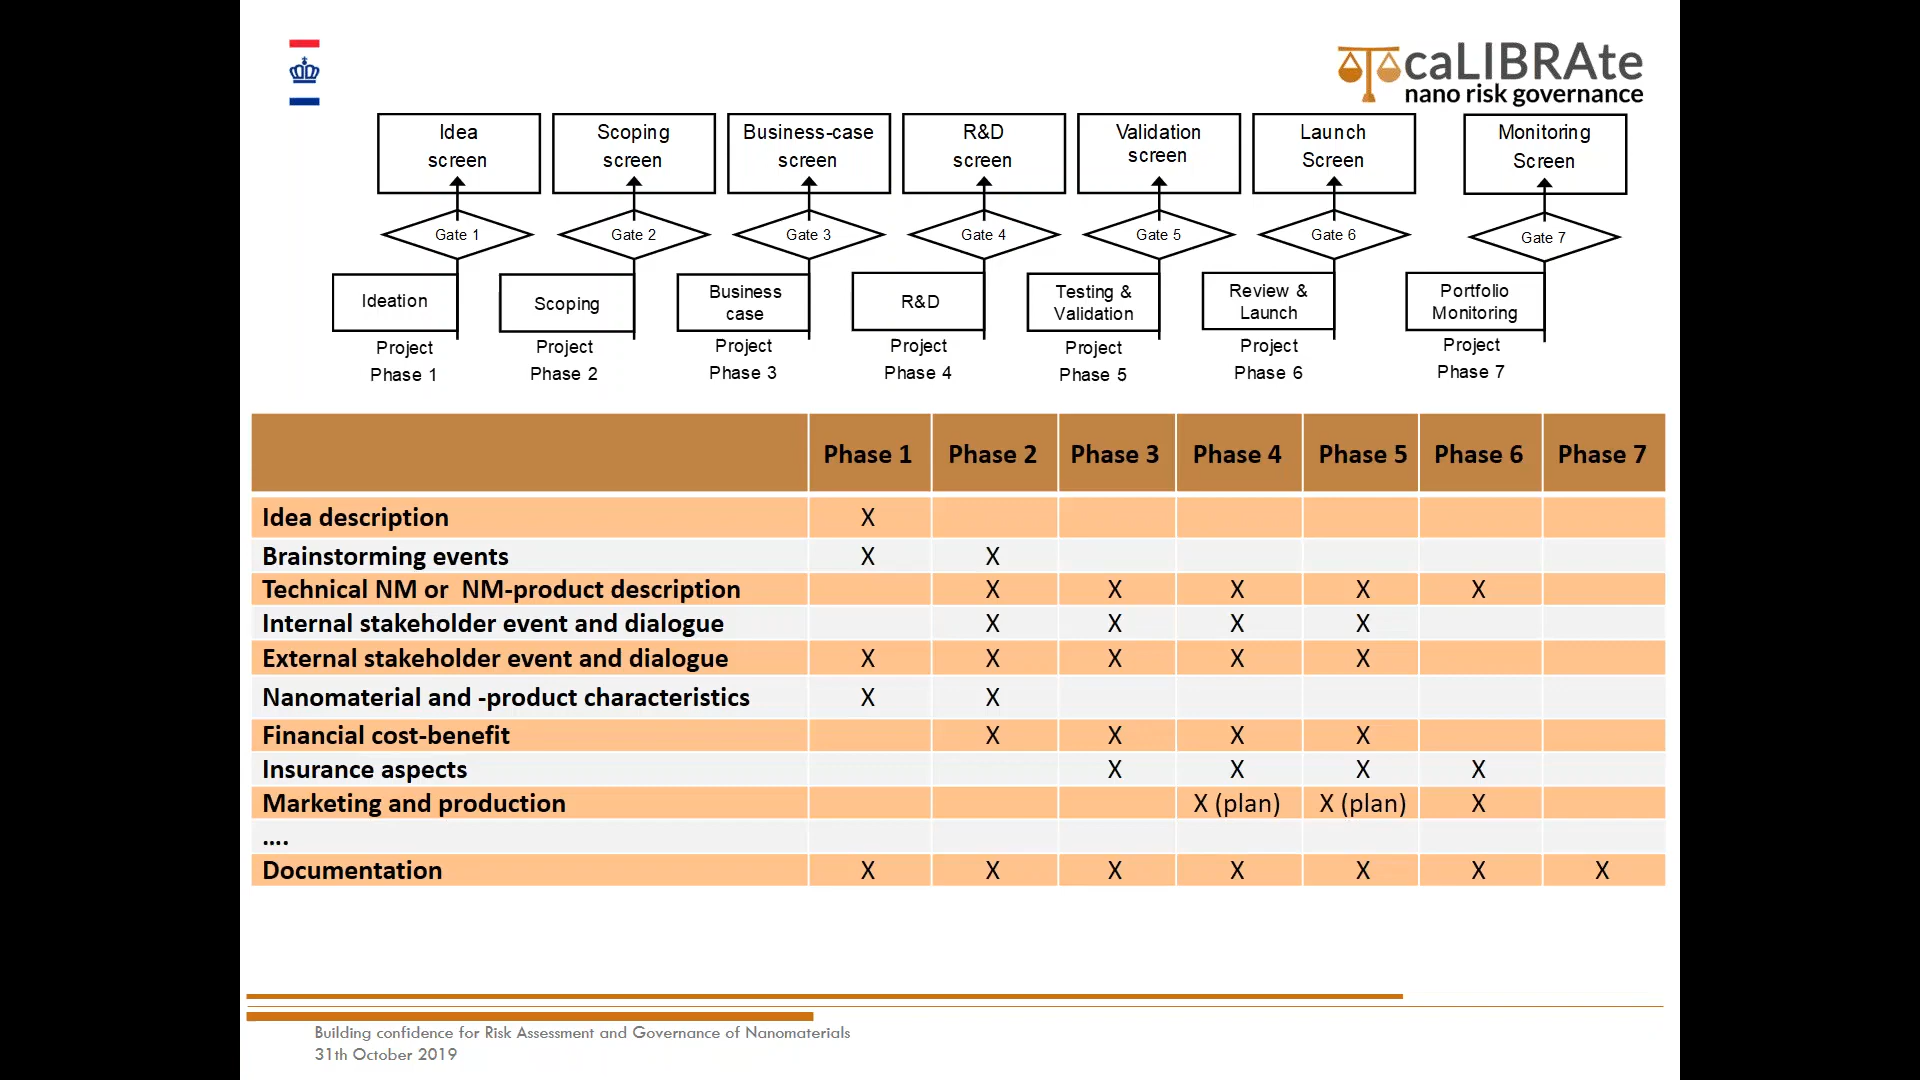 caLIBRAte
nano risk governance
Idea
screen
Scoping
screen
Business-case
screen
R&D
screen
Validation
screen
Launch
Screen
Monitoring
Screen
Gate 1
Gate 2
Gate 3
Gate 4
Gate 5
Gate 6
Gate 7
Ideation
Scoping
Business
case
R&D
Testing &
Validation
Review &
Launch
Portfolio
Monitoring
Project
Phase 1
Project
Phase 2
Project
Phase 3
Project
Phase 4
Project
Phase 5
Project
Phase 6
Project
Phase 7
Phase 1 Phase 2 Phase 3 Phase 4 Phase 5 Phase 6 Phase 7
Idea description X
Brainstorming events X X
Technical NM or  NM-product description X X X X X
Internal stakeholder event and dialogue X X X X
External stakeholder event and dialogue X X X X X
Nanomaterial and -product characteristics X X
Financial cost-benefit X X X X
Insurance aspects X X X X
Marketing and production X (plan) X (plan) X
....
Documentation X X X X X X X
Building confidence for Risk Assessment and Governance of Nanomaterials
31th October 2019